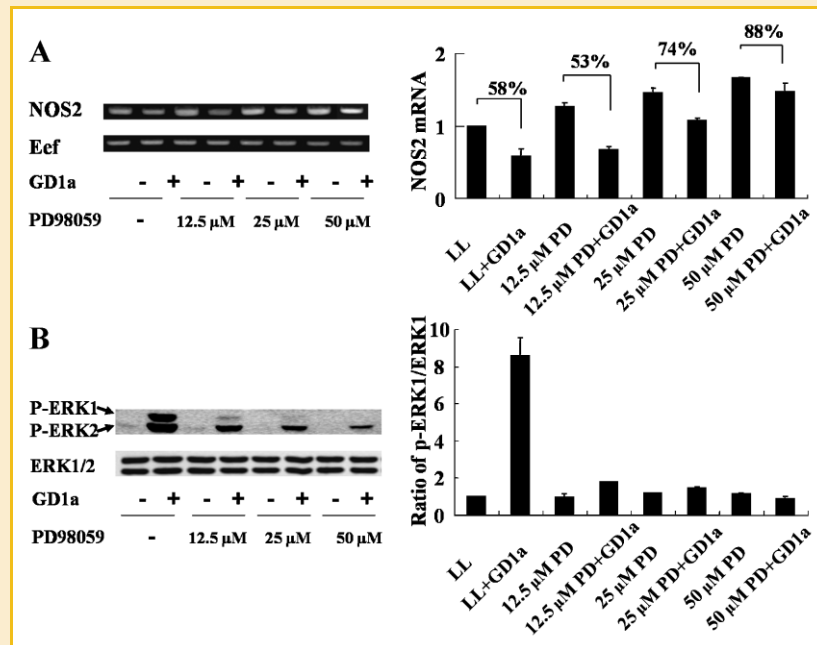 A
NOS2
Eef
GD1a - + - + - + - +
PD98059 - 12.5 μM 25 μM 50 μM
NOS2 mRNA
2
1
0
58%
53%
74%
88%
LL
LL+GD1a
12.5 μM PD
12.5 μM PD+GD1a
25 μM PD
25 μM PD+GD1a
50 μM PD
50 μM PD+GD1a
B
P-ERK1
P-ERK2
ERK1/2
GD1a - + - + - + - +
PD98059 - 12.5 μM 25 μM 50 μM
Ratio of p-ERK1/ERK1
10
8
6
4
2
0
LL
LL+GD1a
12.5 μM PD
12.5 μM PD+GD1a
25 μM PD
25 μM PD+GD1a
50 μM PD
50 μM PD+GD1a